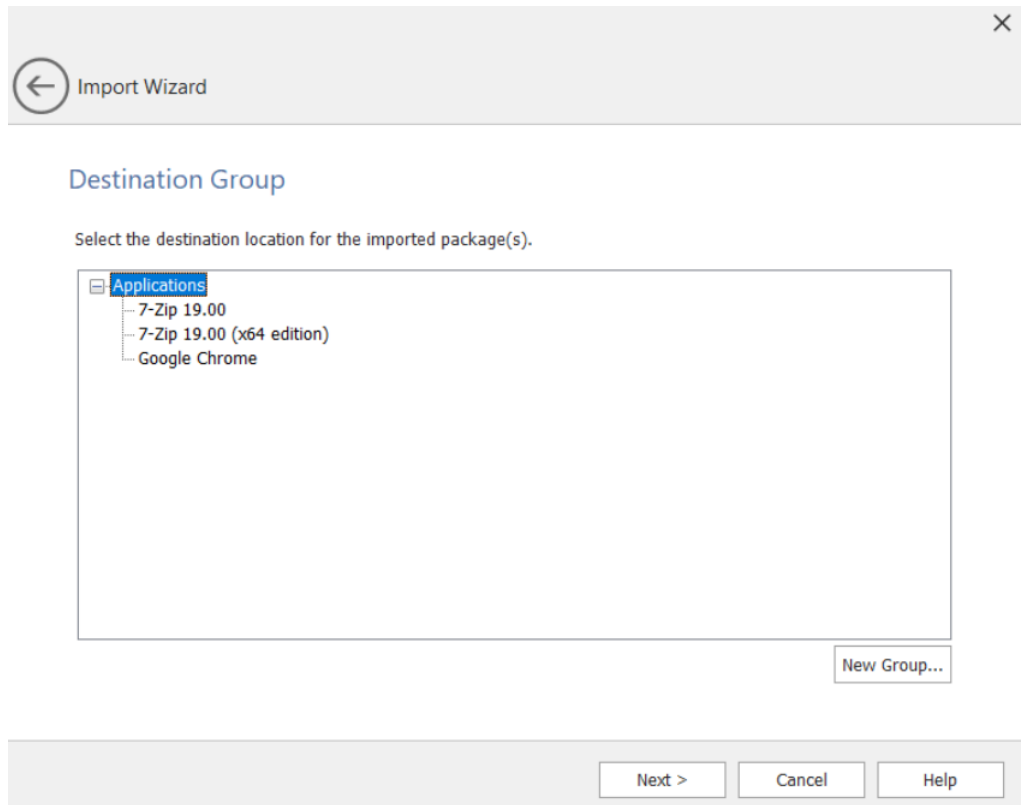 Import Wizard
Destination Group
Select the destination location for the imported package(s).
Applications
7-Zip 19.00
7-Zip 19.00 (x64 edition)
Google Chrome
New Group...
Next >
Cancel
Help